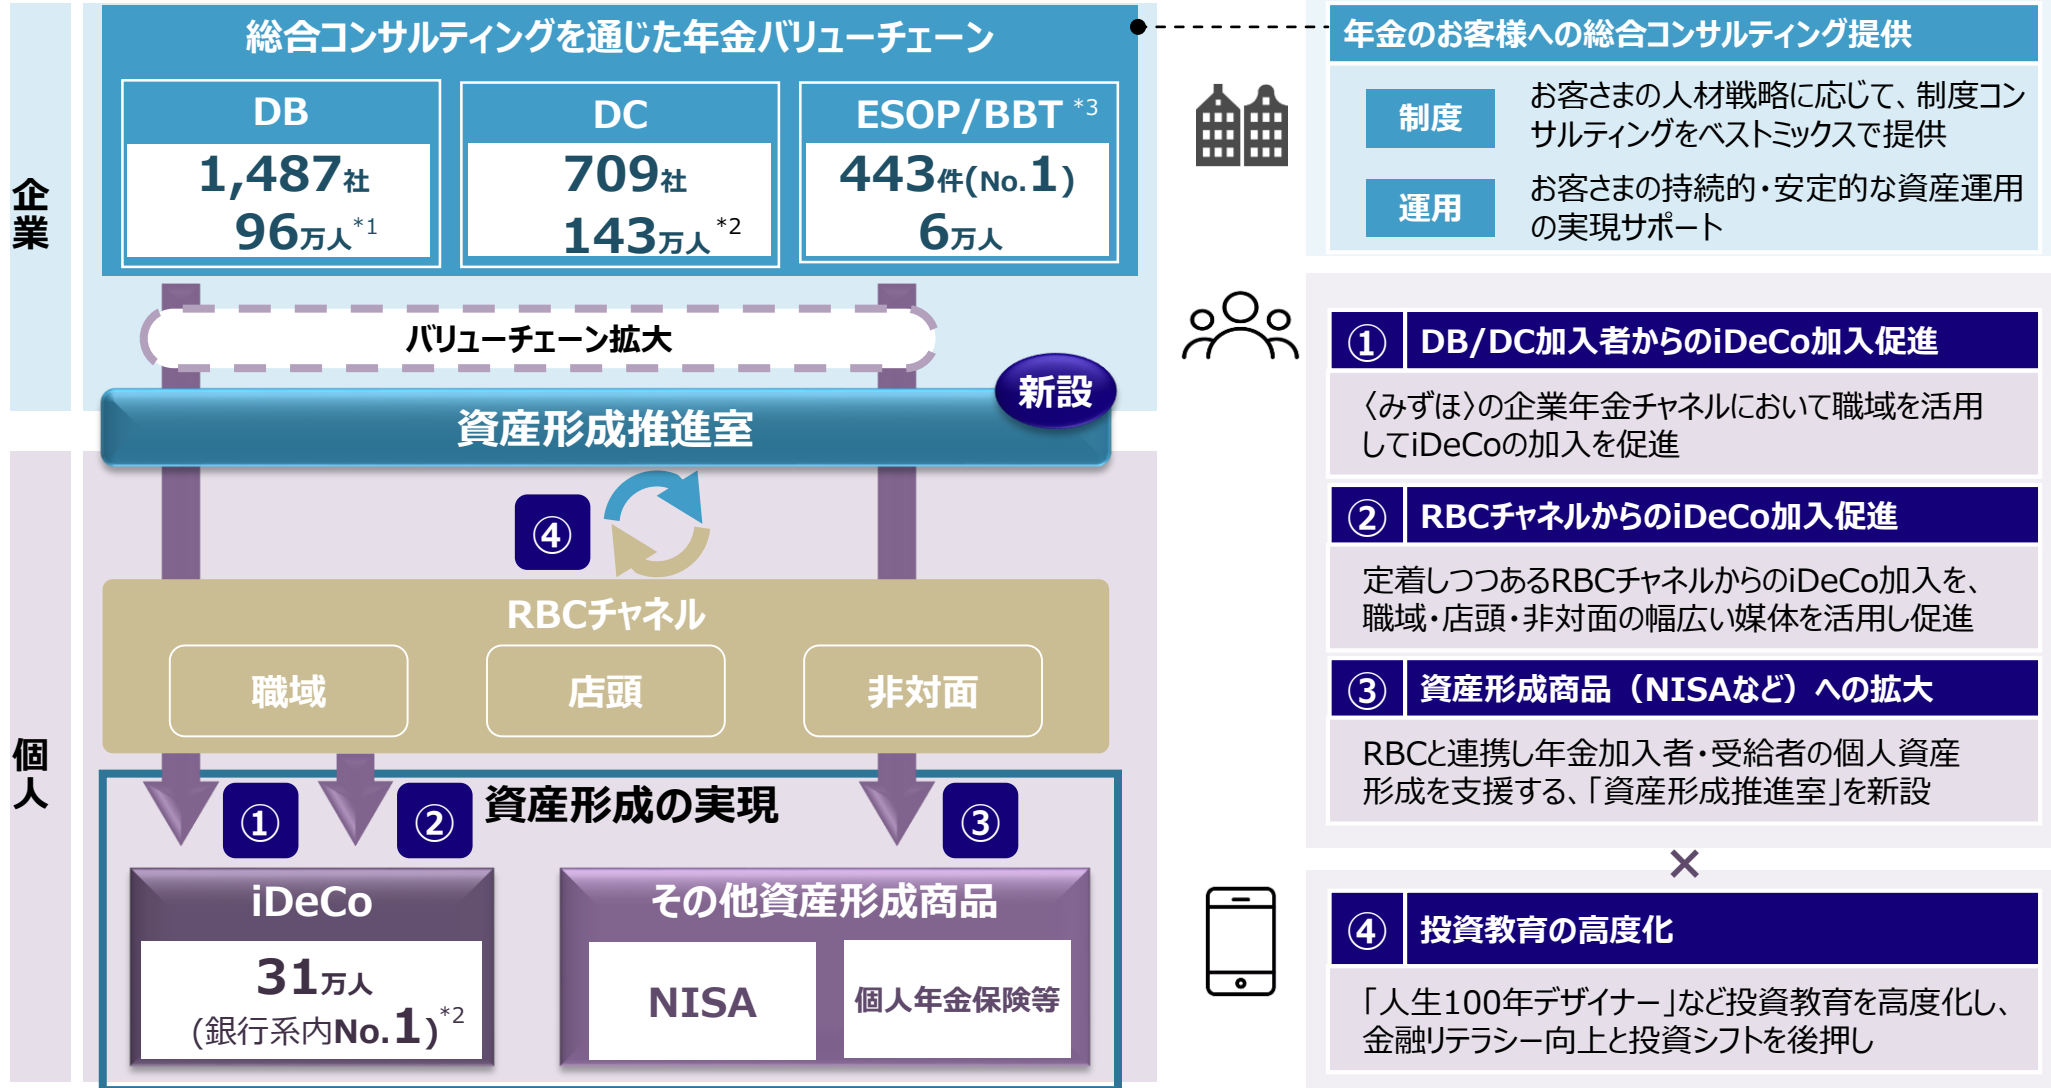 企業
総合コンサルティングを通じた年金バリューチェーン
DB
1,487社
96万人*1
DC
709社
143万人*2
ESOP/BBT *3
443件(No.1)
6万人
バリューチェーン拡大
新設
資産形成推進室
個人
④
RBCチャネル
職域
店頭
非対面
①
②
資産形成の実現
③
iDeCo
31万人
(銀行系内No.1)*2
その他資産形成商品
NISA
個人年金保険等
年金のお客様への総合コンサルティング提供
制度
お客さまの人材戦略に応じて、制度コン
サルティングをベストミックスで提供
運用
お客さまの持続的・安定的な資産運用
の実現サポート
① DB/DC加入者からのiDeCo加入促進
〈みずほ〉の企業年金チャネルにおいて職域を活用
してiDeCoの加入を促進
② RBCチャネルからのiDeCo加入促進
定着しつつあるRBCチャネルからのiDeCo加入を、
職域・店頭・非対面の幅広い媒体を活用し促進
③ 資産形成商品（NISAなど）への拡大
RBCと連携し年金加入者・受給者の個人資産
形成を支援する、「資産形成推進室」を新設
×
④ 投資教育の高度化
「人生100年デザイナー」など投資教育を高度化し、
金融リテラシー向上と投資シフトを後押し